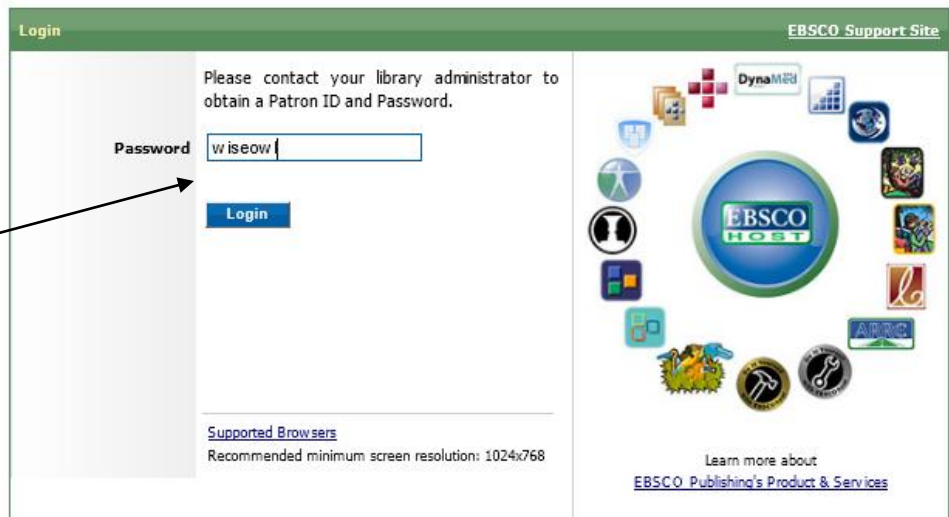 Login
EBSCO Support Site
Please contact your library administrator to
obtain a Patron ID and Password.
Password
wiseowl
Login
Supported Browsers
Recommended minimum screen resolution: 1024x768
DynaMed
EBSCO
HOST
ARRC
Learn more about
EBSCO Publishing's Product & Services